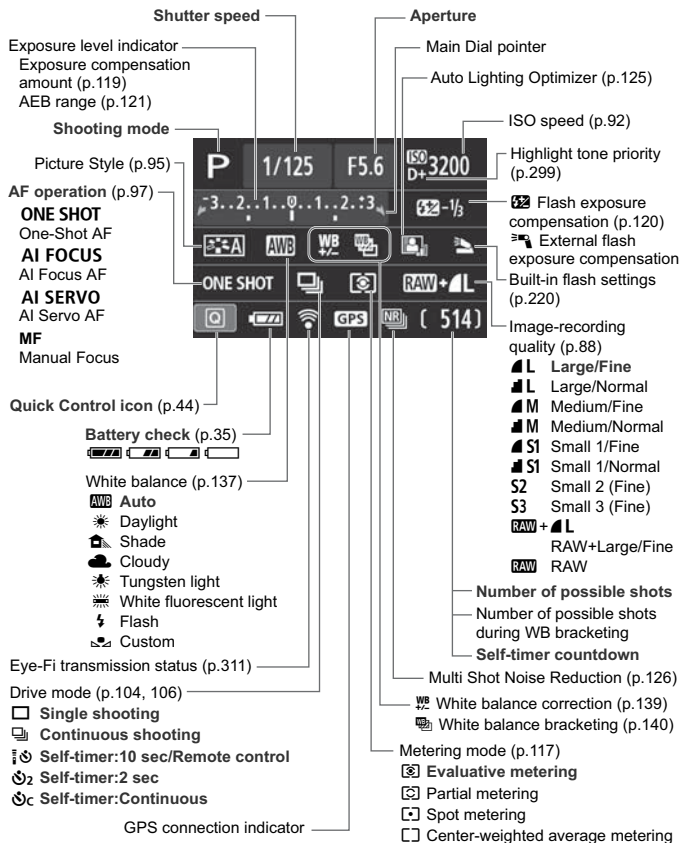 Shutter speed
Aperture
Exposure level indicator
Exposure compensation
amount (p.119)
AEB range (p.121)
Main Dial pointer
Auto Lighting Optimizer (p.125)
Shooting mode
ISO speed (p.92)
Picture Style (p.95)
Highlight tone priority
(p.299)
AF operation (p.97)
ONE SHOT
One-Shot AF
AI FOCUS
AI Focus AF
AI SERVO
AI Servo AF
MF
Manual Focus
P 1/125 F5.6 ISO D+ 3200
-3..2..1..0..1..2.:3 -1/3
A AWB WB +/- WB
ONE SHOT RAW+L
Q GPS NR ( 514)
Flash exposure
compensation (p.120)
External flash
exposure compensation
Built-in flash settings
(p.220)
Image-recording
quality (p.88)
L Large/Fine
L Large/Normal
M Medium/Fine
M Medium/Normal
S1 Small 1/Fine
S1 Small 1/Normal
S2 Small 2 (Fine)
S3 Small 3 (Fine)
RAW + L
RAW+Large/Fine
RAW RAW
Quick Control icon (p.44)
Battery check (p.35)
White balance (p.137)
AWB Auto
Daylight
Shade
Cloudy
Tungsten light
White fluorescent light
Flash
Custom
Number of possible shots
Number of possible shots
during WB bracketing
Self-timer countdown
Eye-Fi transmission status (p.311)
Multi Shot Noise Reduction (p.126)
Drive mode (p.104, 106)
Single shooting
Continuous shooting
Self-timer:10 sec/Remote control
2 Self-timer:2 sec
C Self-timer:Continuous
WB +/- White balance correction (p.139)
WB White balance bracketing (p.140)
Metering mode (p.117)
Evaluative metering
Partial metering
Spot metering
Center-weighted average metering
GPS connection indicator